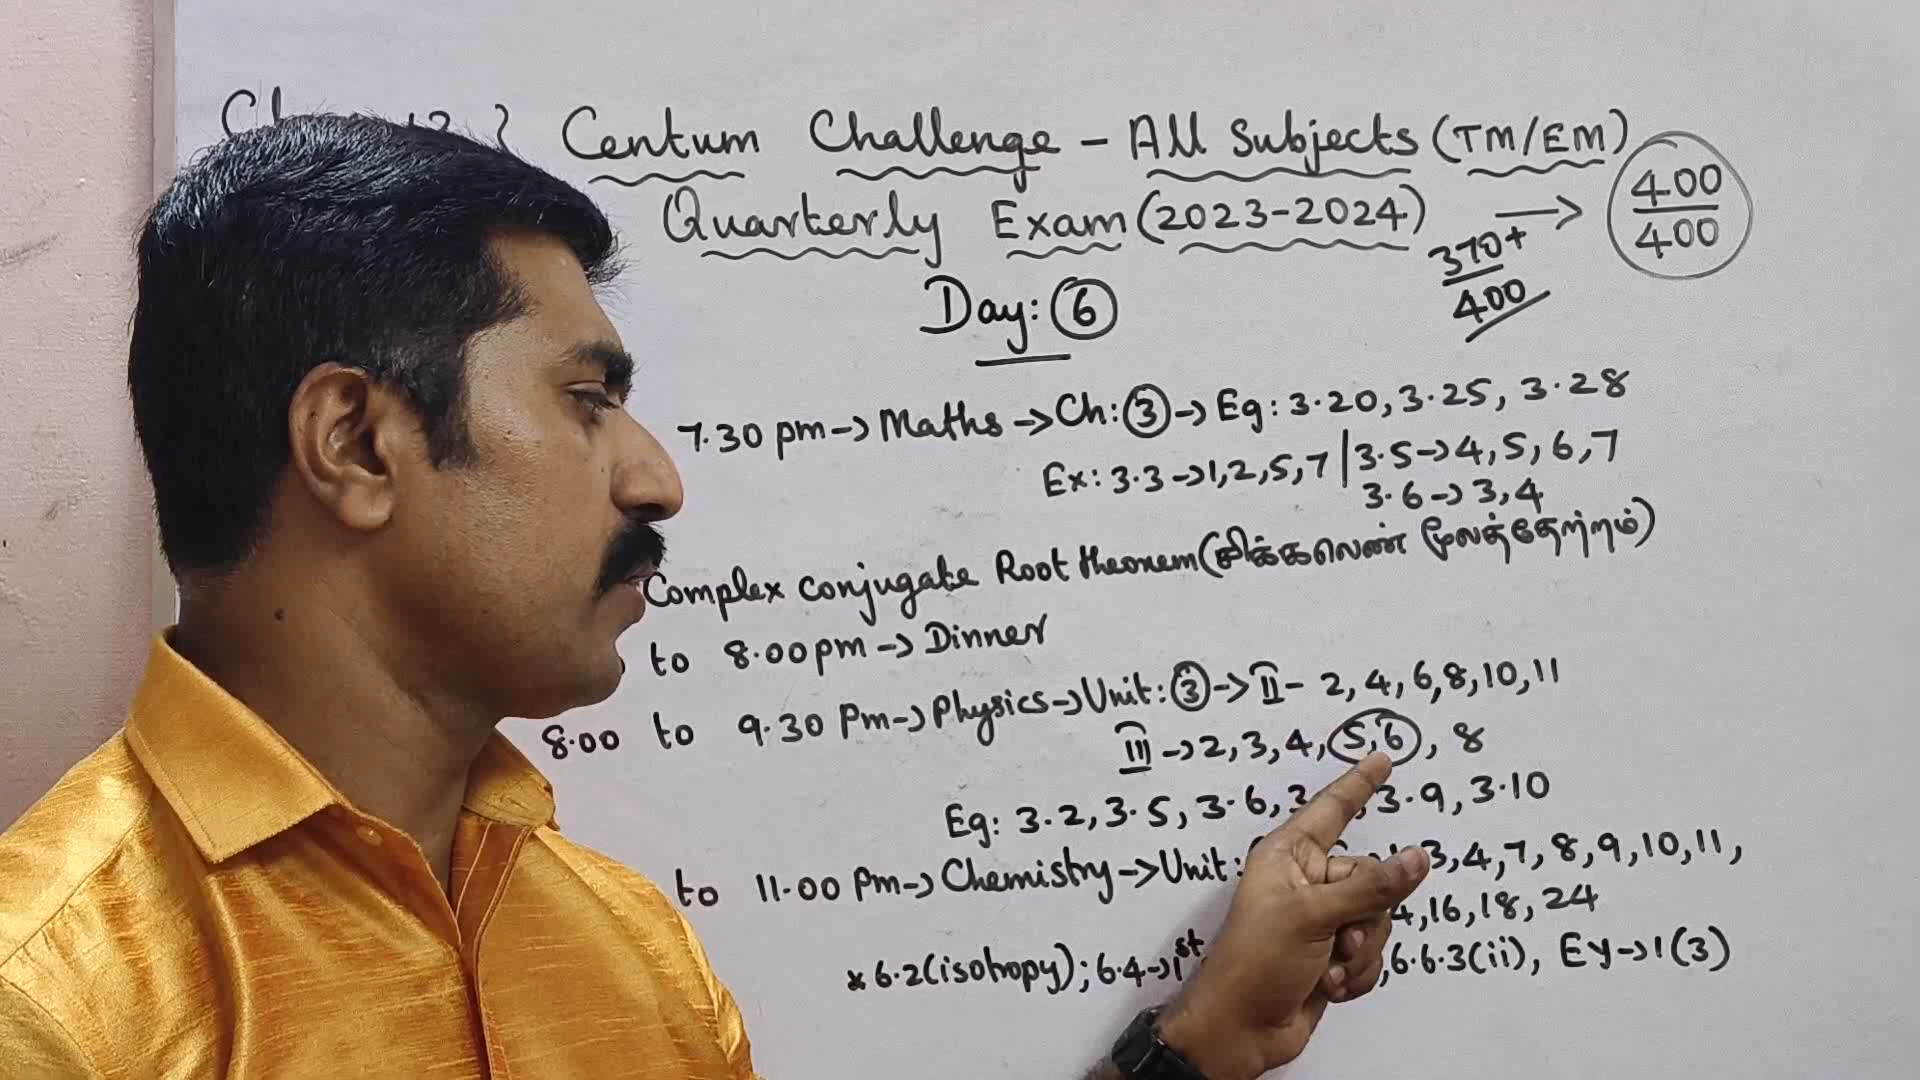 Centum Challenge - All Subjects (TM/EM)
Quarterly Exam (2023-2024)
370+/400 → 400/400
Day: 6
7.30 pm → Maths → Ch: 3 → Eg: 3.20, 3.25, 3.28
Ex: 3.3 → 1, 2, 5, 7 | 3.5 → 4, 5, 6, 7
3.6 → 3, 4
Complex conjugate Root theorem (சிக்கலெண் மூலத்தேற்றம்)
to 8.00 pm → Dinner
8.00 to 9.30 Pm → Physics → Unit: 3 → II - 2, 4, 6, 8, 10, 11
III → 2, 3, 4, 5, 6, 8
Eg: 3.2, 3.5, 3.6, 3.9, 3.10
to 11.00 Pm → Chemistry → Unit: 3, 4, 7, 8, 9, 10, 11,
16, 18, 24
* 6.2 (isotropy); 6.4 → 1st , 6.6.3 (ii), Ey → 1(3)